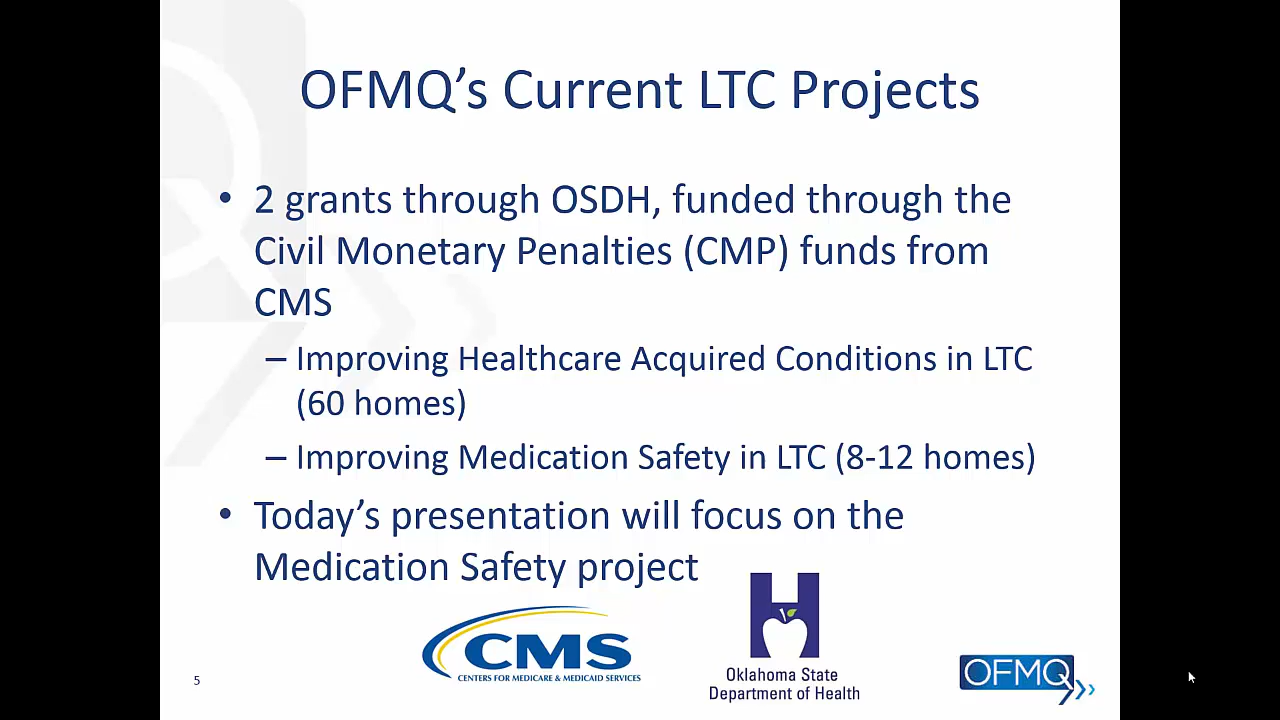 OFMQ’s Current LTC Projects
• 2 grants through OSDH, funded through the
Civil Monetary Penalties (CMP) funds from
CMS
– Improving Healthcare Acquired Conditions in LTC
(60 homes)
– Improving Medication Safety in LTC (8-12 homes)
• Today’s presentation will focus on the
Medication Safety project
CMS
CENTERS FOR MEDICARE & MEDICAID SERVICES
Oklahoma State
Department of Health
OFMQ
5